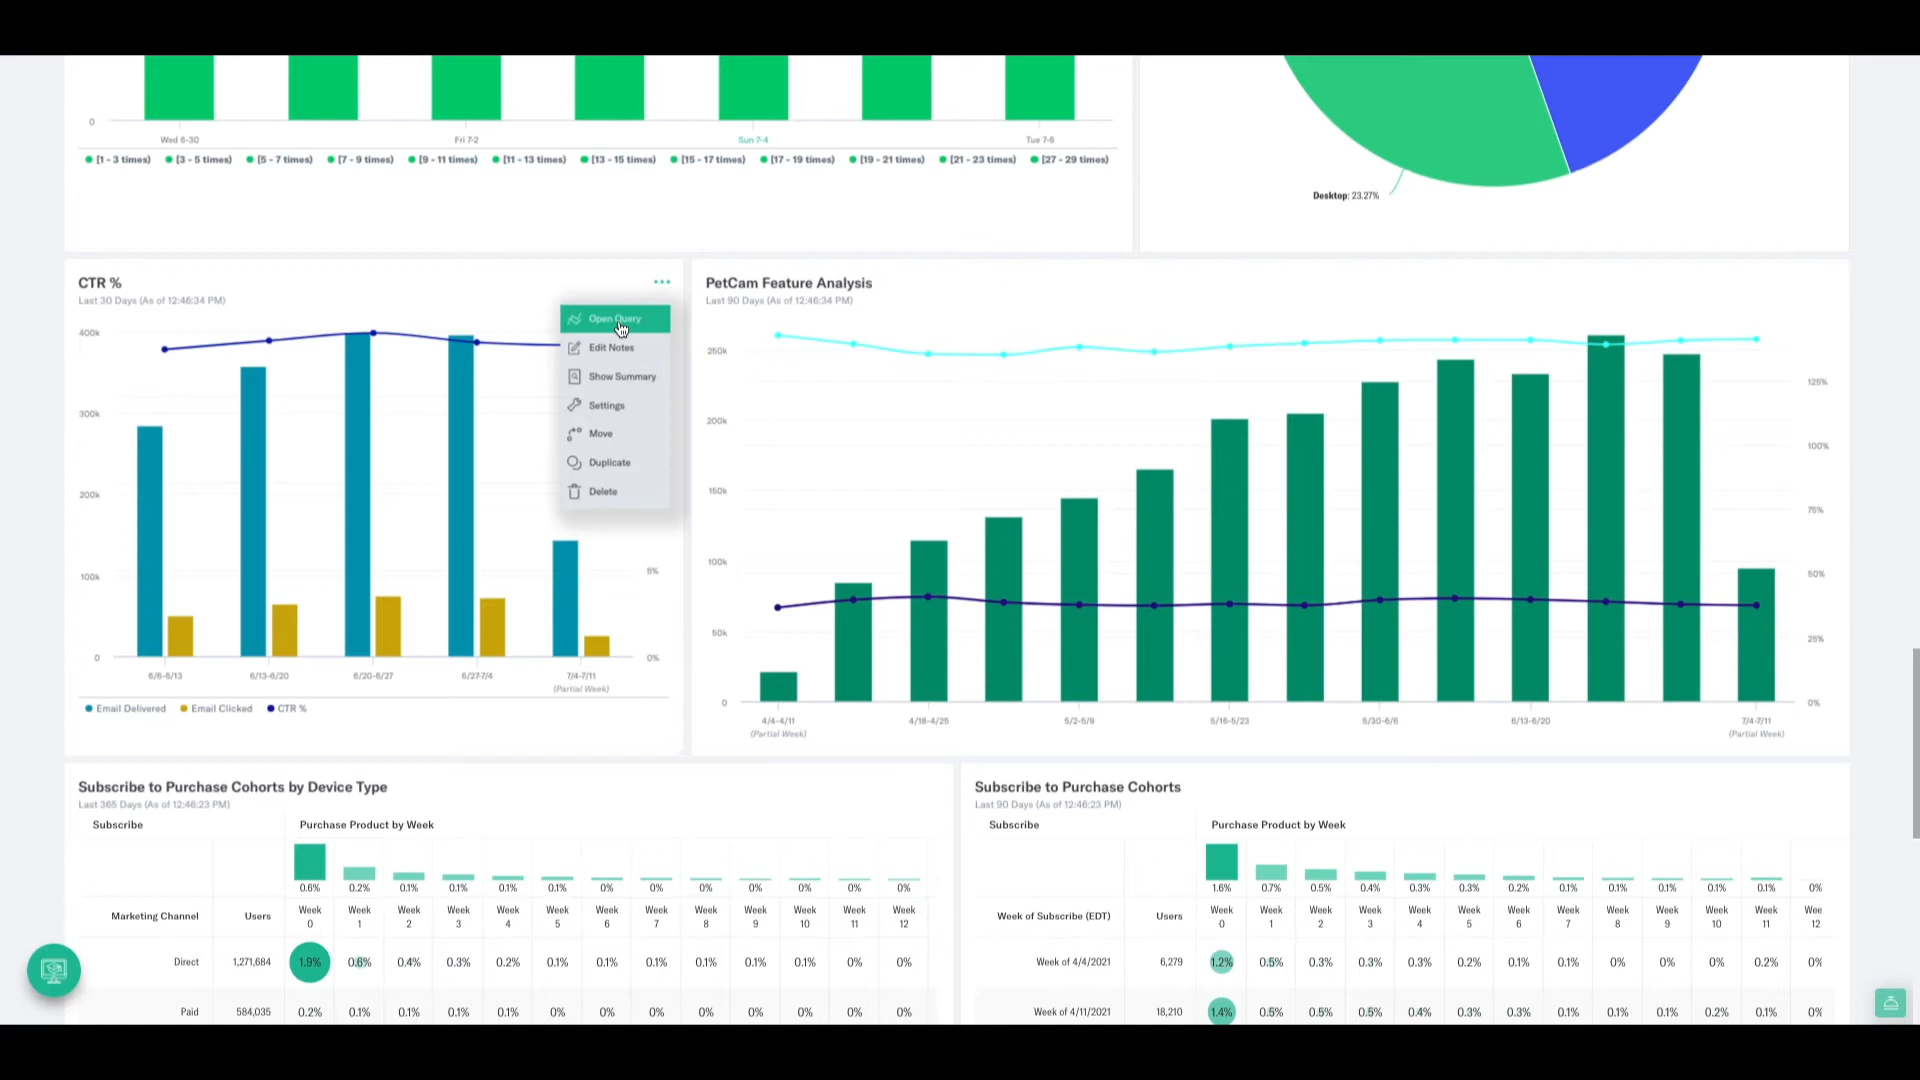 0
Wed 6-30 Fri 7-2 Sun 7-4 Tue 7-6
[1 - 3 times) [3 - 5 times) [5 - 7 times) [7 - 9 times) [9 - 11 times) [11 - 13 times) [13 - 15 times) [15 - 17 times) [17 - 19 times) [19 - 21 times) [21 - 23 times) [27 - 29 times)
Desktop: 23.27%
CTR %
Last 30 Days (As of 12:46:34 PM)
400k
300k
200k
100k
0
5%
0%
6/6-6/13 6/13-6/20 6/20-6/27 6/27-7/4 7/4-7/11
(Partial Week)
Email Delivered Email Clicked CTR %
Open Query
Edit Notes
Show Summary
Settings
Move
Duplicate
Delete
PetCam Feature Analysis
Last 90 Days (As of 12:46:34 PM)
250k
200k
150k
100k
50k
0
125%
100%
75%
50%
25%
0%
4/4-4/11 4/18-4/25 5/2-5/9 5/16-5/23 5/30-6/6 6/13-6/20 7/4-7/11
(Partial Week) (Partial Week)
Subscribe to Purchase Cohorts by Device Type
Last 365 Days (As of 12:46:23 PM)
Subscribe Purchase Product by Week
0.6% 0.2% 0.1% 0.1% 0.1% 0.1% 0% 0% 0% 0% 0% 0% 0%
Marketing Channel Users Week 0 Week 1 Week 2 Week 3 Week 4 Week 5 Week 6 Week 7 Week 8 Week 9 Week 10 Week 11 Week 12
Direct 1,271,684 1.9% 0.6% 0.4% 0.3% 0.2% 0.1% 0.1% 0.1% 0.1% 0.1% 0.1% 0% 0%
Paid 584,035 0.2% 0.1% 0.1% 0.1% 0.1% 0% 0% 0% 0% 0% 0% 0% 0%
Subscribe to Purchase Cohorts
Last 90 Days (As of 12:46:23 PM)
Subscribe Purchase Product by Week
1.6% 0.7% 0.5% 0.4% 0.3% 0.3% 0.2% 0.1% 0.1% 0.1% 0.1% 0.1% 0%
Week of Subscribe (EDT) Users Week 0 Week 1 Week 2 Week 3 Week 4 Week 5 Week 6 Week 7 Week 8 Week 9 Week 10 Week 11 Wee 12
Week of 4/4/2021 6,279 1.2% 0.5% 0.3% 0.3% 0.3% 0.2% 0.1% 0.1% 0% 0% 0% 0.2% 0%
Week of 4/11/2021 18,210 1.4% 0.5% 0.5% 0.5% 0.4% 0.3% 0.3% 0.1% 0.1% 0.1% 0.2% 0.1% 0%